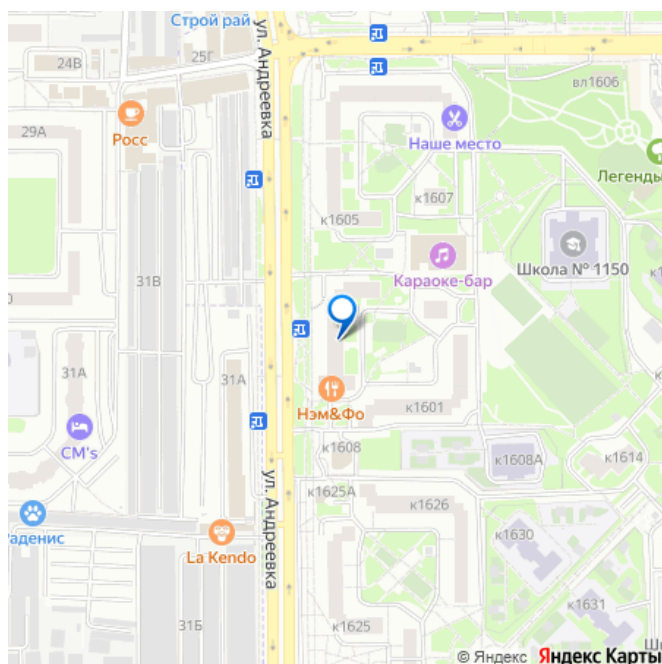 Строй рай
24В
25Г
ул. Андреевка
вл1606
29А
Росс
Наше место
Легенды
к1607
к1605
Школа № 1150
31В
Караоке-бар
31А
31А
Нэм&Фо
к1601
CM's
к1608
к1608А
к1614
ул. Андреевка
к1625А
к1626
Раденис
La Kendo
к1630
к1631
31Б
к1625
© Яндекс Яндекс Карты